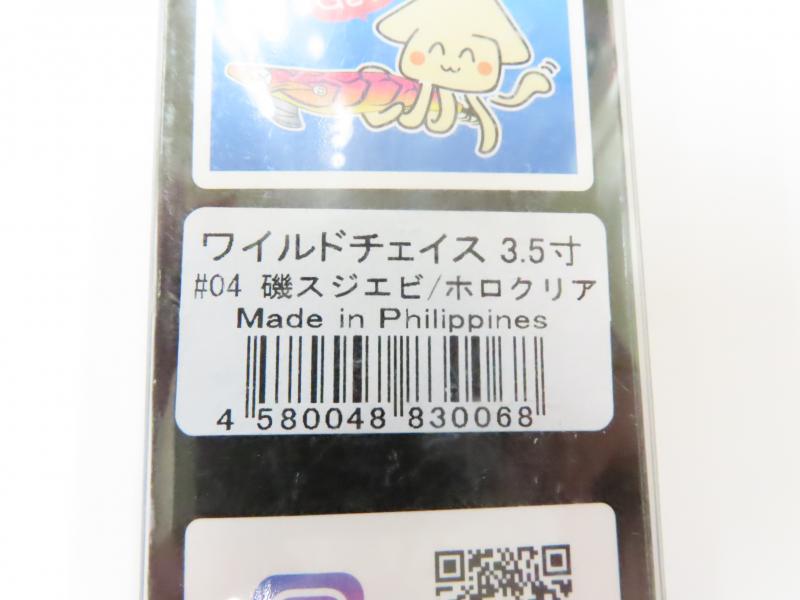 ワイルドチェイス 3.5寸
#04 磯スジエビ/ホロクリア
Made in Philippines
4 580048 830068